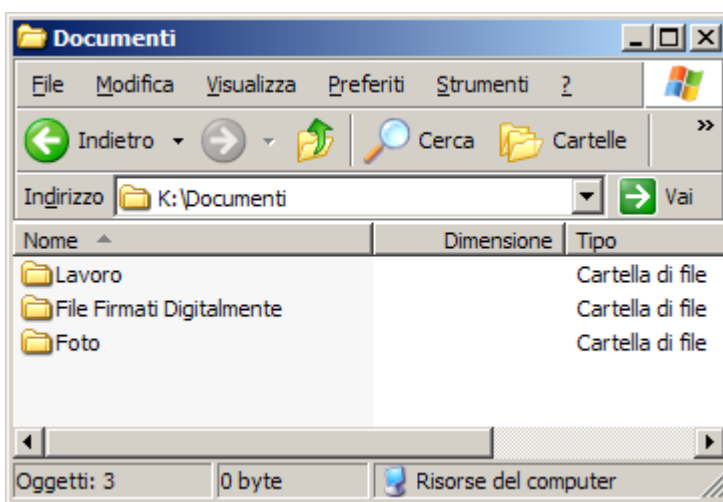 Documenti
File Modifica Visualizza Preferiti Strumenti ?
Indietro Cerca Cartelle »
Indirizzo K:\Documenti Vai
Nome Dimensione Tipo
Lavoro Cartella di file
File Firmati Digitalmente Cartella di file
Foto Cartella di file
Oggetti: 3 0 byte Risorse del computer